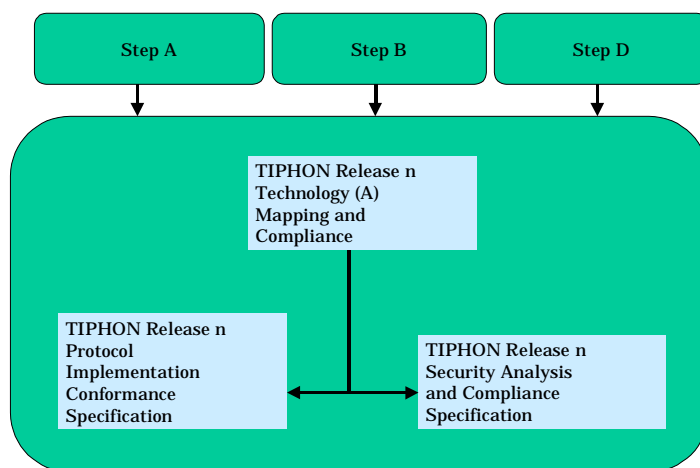 Step A
Step B
Step D
TIPHON Release n
Technology (A)
Mapping and
Compliance
TIPHON Release n
Protocol
Implementation
Conformance
Specification
TIPHON Release n
Security Analysis
and Compliance
Specification